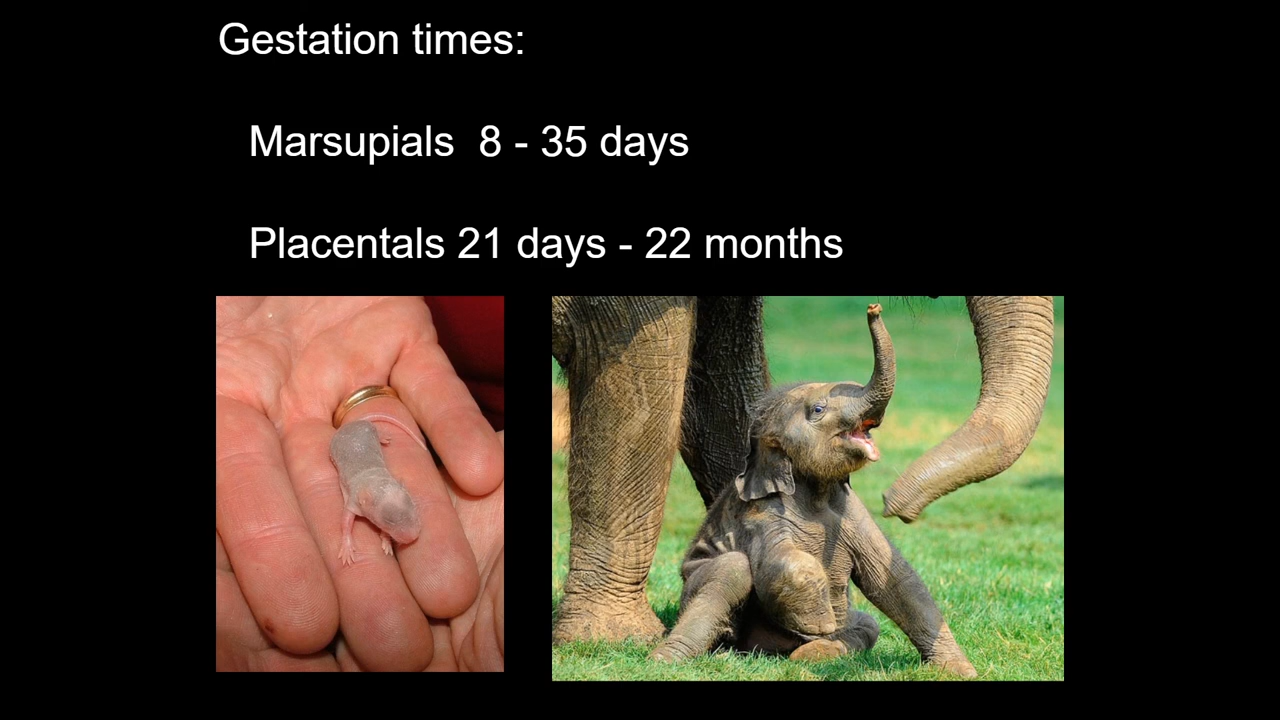 Gestation times:
Marsupials  8 - 35 days
Placentals 21 days - 22 months